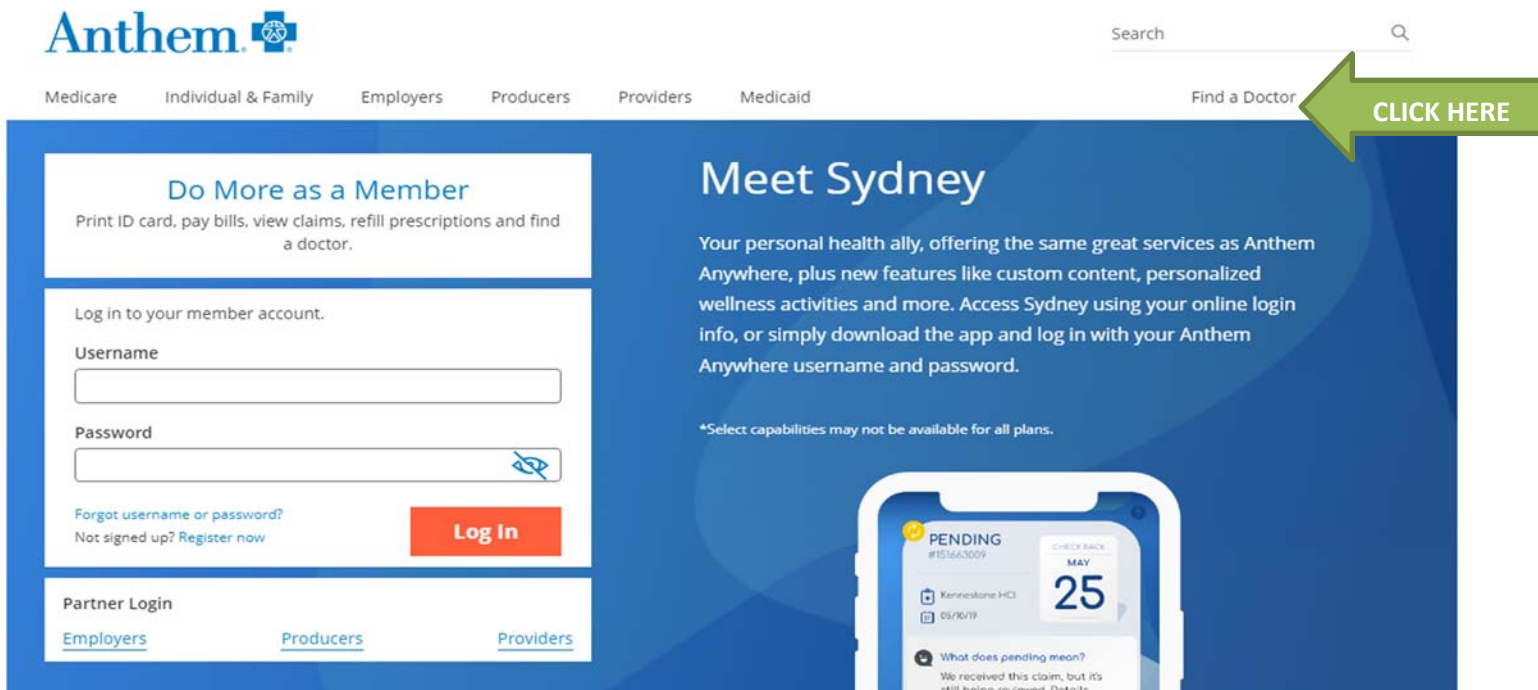 Anthem.
Search
Medicare Individual & Family Employers Producers Providers Medicaid Find a Doctor
CLICK HERE
Do More as a Member
Print ID card, pay bills, view claims, refill prescriptions and find
a doctor.
Log in to your member account.
Username
Password
Forgot username or password?
Not signed up? Register now
Log In
Partner Login
Employers Producers Providers
Meet Sydney
Your personal health ally, offering the same great services as Anthem
Anywhere, plus new features like custom content, personalized
wellness activities and more. Access Sydney using your online login
info, or simply download the app and log in with your Anthem
Anywhere username and password.
*Select capabilities may not be available for all plans.
PENDING
#151663009
CHECK BACK
MAY
25
Kennestone HCI
05/16/19
What does pending mean?
We received this claim, but it's
still being reviewed. Details